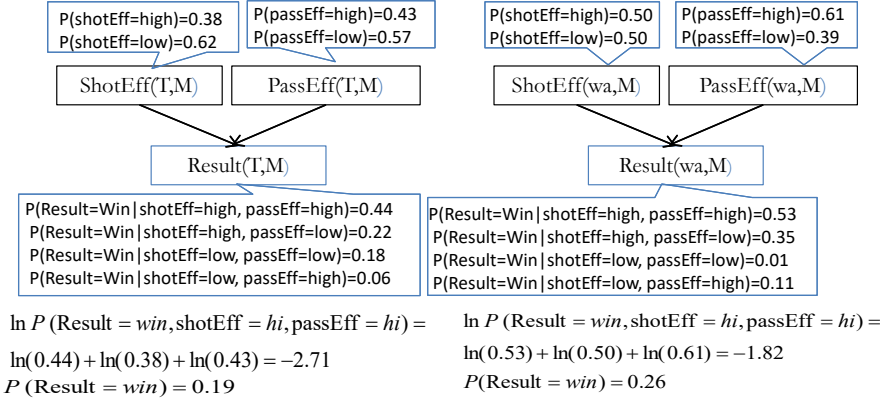 P(shotEff=high)=0.38
P(shotEff=low)=0.62
P(passEff=high)=0.43
P(passEff=low)=0.57
ShotEff(T,M)
PassEff(T,M)
Result(T,M)
P(Result=Win|shotEff=high, passEff=high)=0.44
P(Result=Win|shotEff=high, passEff=low)=0.22
P(Result=Win|shotEff=low, passEff=low)=0.18
P(Result=Win|shotEff=low, passEff=high)=0.06
ln P (Result = win, shotEff = hi, passEff = hi) =
ln(0.44) + ln(0.38) + ln(0.43) = −2.71
P (Result = win) = 0.19
P(shotEff=high)=0.50
P(shotEff=low)=0.50
P(passEff=high)=0.61
P(passEff=low)=0.39
ShotEff(wa,M)
PassEff(wa,M)
Result(wa,M)
P(Result=Win|shotEff=high, passEff=high)=0.53
P(Result=Win|shotEff=high, passEff=low)=0.35
P(Result=Win|shotEff=low, passEff=low)=0.01
P(Result=Win|shotEff=low, passEff=high)=0.11
ln P (Result = win, shotEff = hi, passEff = hi) =
ln(0.53) + ln(0.50) + ln(0.61) = −1.82
P(Result = win) = 0.26